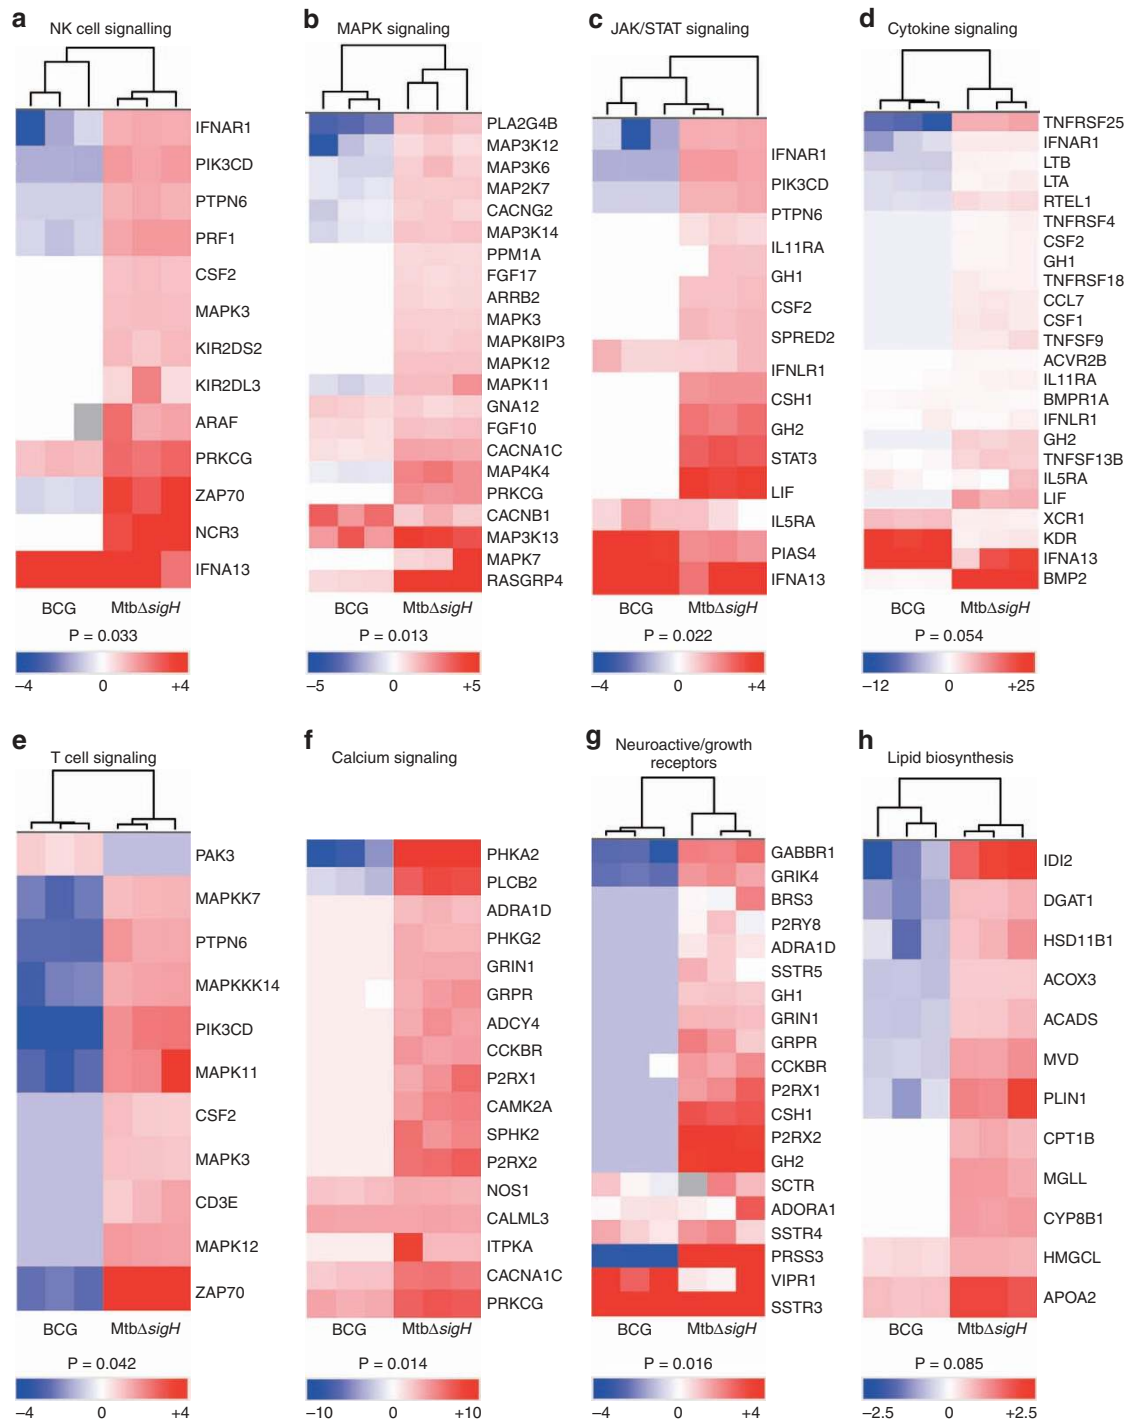 a
NK cell signalling
IFNAR1
PIK3CD
PTPN6
PRF1
CSF2
MAPK3
KIR2DS2
KIR2DL3
ARAF
PRKCG
ZAP70
NCR3
IFNA13
BCG MtbΔsigH
P = 0.033
–4 0 +4
b
MAPK signaling
PLA2G4B
MAP3K12
MAP3K6
MAP2K7
CACNG2
MAP3K14
PPM1A
FGF17
ARRB2
MAPK3
MAPK8IP3
MAPK12
MAPK11
GNA12
FGF10
CACNA1C
MAP4K4
PRKCG
CACNB1
MAP3K13
MAPK7
RASGRP4
BCG MtbΔsigH
P = 0.013
–5 0 +5
c
JAK/STAT signaling
IFNAR1
PIK3CD
PTPN6
IL11RA
GH1
CSF2
SPRED2
IFNLR1
CSH1
GH2
STAT3
LIF
IL5RA
PIAS4
IFNA13
BCG MtbΔsigH
P = 0.022
–4 0 +4
d
Cytokine signaling
TNFRSF25
IFNAR1
LTB
LTA
RTEL1
TNFRSF4
CSF2
GH1
TNFRSF18
CCL7
CSF1
TNFSF9
ACVR2B
IL11RA
BMPR1A
IFNLR1
GH2
TNFSF13B
IL5RA
LIF
XCR1
KDR
IFNA13
BMP2
BCG MtbΔsigH
P = 0.054
–12 0 +25
e
T cell signaling
PAK3
MAPKK7
PTPN6
MAPKKK14
PIK3CD
MAPK11
CSF2
MAPK3
CD3E
MAPK12
ZAP70
BCG MtbΔsigH
P = 0.042
–4 0 +4
f
Calcium signaling
PHKA2
PLCB2
ADRA1D
PHKG2
GRIN1
GRPR
ADCY4
CCKBR
P2RX1
CAMK2A
SPHK2
P2RX2
NOS1
CALML3
ITPKA
CACNA1C
PRKCG
BCG MtbΔsigH
P = 0.014
–10 0 +10
g
Neuroactive/growth
receptors
GABBR1
GRIK4
BRS3
P2RY8
ADRA1D
SSTR5
GH1
GRIN1
GRPR
CCKBR
P2RX1
CSH1
P2RX2
GH2
SCTR
ADORA1
SSTR4
PRSS3
VIPR1
SSTR3
BCG MtbΔsigH
P = 0.016
–4 0 +4
h
Lipid biosynthesis
IDI2
DGAT1
HSD11B1
ACOX3
ACADS
MVD
PLIN1
CPT1B
MGLL
CYP8B1
HMGCL
APOA2
BCG MtbΔsigH
P = 0.085
–2.5 0 +2.5